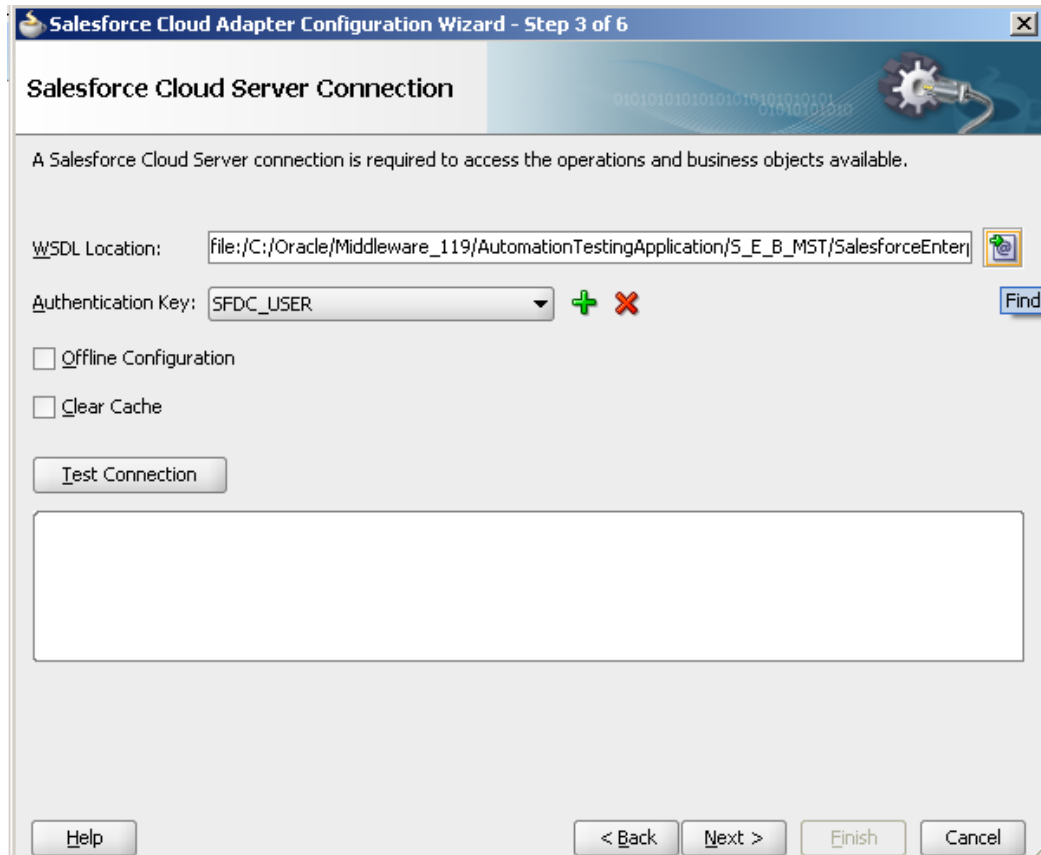 Salesforce Cloud Adapter Configuration Wizard - Step 3 of 6
Salesforce Cloud Server Connection
A Salesforce Cloud Server connection is required to access the operations and business objects available.
WSDL Location: file:/C:/Oracle/Middleware_119/AutomationTestingApplication/S_E_B_MST/SalesforceEnterp
Authentication Key: SFDC_USER
Find
Offline Configuration
Clear Cache
Test Connection
Help < Back Next > Finish Cancel